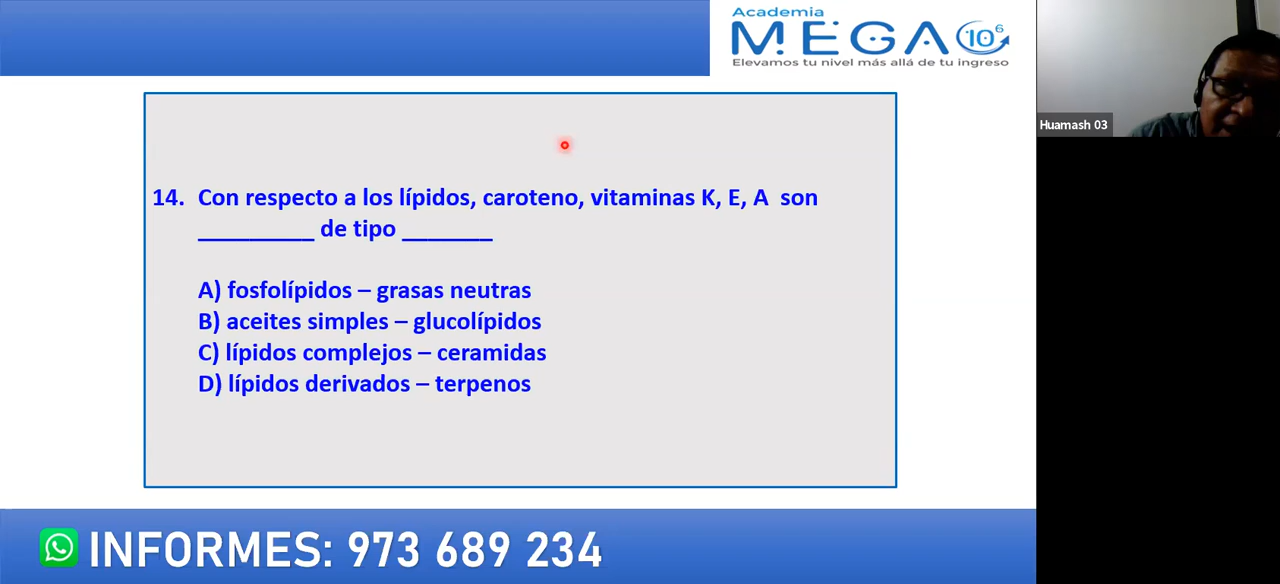 Academia
MEGA 10⁶
Elevamos tu nivel más allá de tu ingreso
Huamash 03
14. Con respecto a los lípidos, caroteno, vitaminas K, E, A son
_________ de tipo _______
A) fosfolípidos – grasas neutras
B) aceites simples – glucolípidos
C) lípidos complejos – ceramidas
D) lípidos derivados – terpenos
INFORMES: 973 689 234